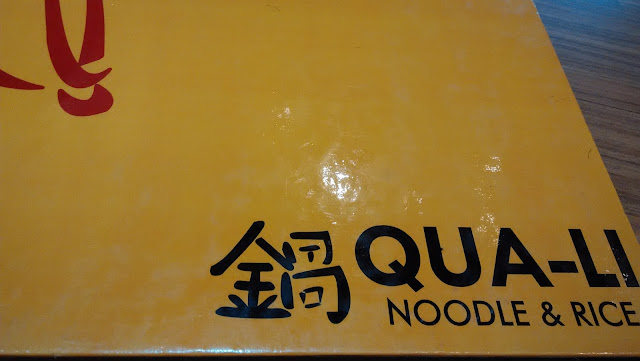 鍋 QUA-LI
NOODLE & RICE